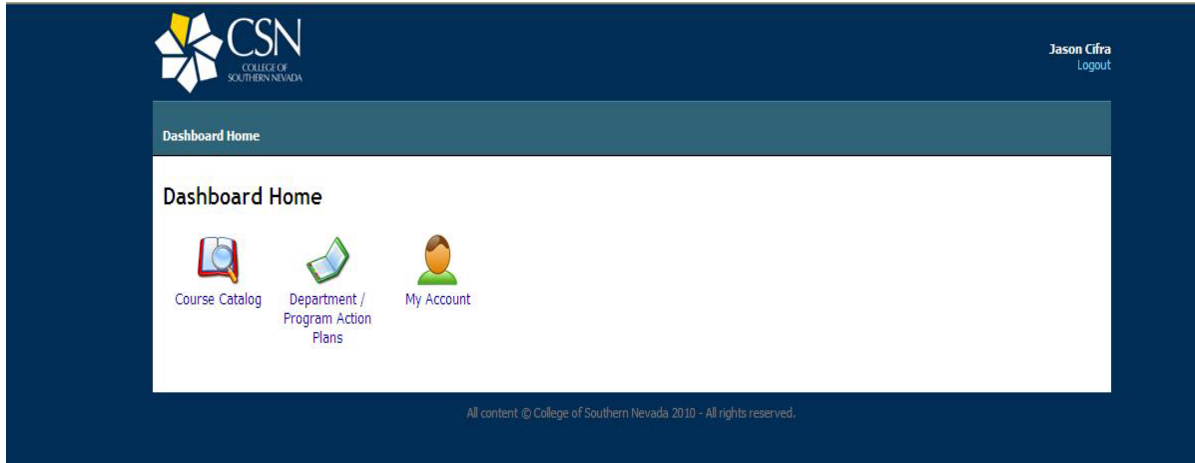 CSN
COLLEGE OF
SOUTHERN NEVADA
Jason Cifra
Logout
Dashboard Home
Dashboard Home
Course Catalog
Department /
Program Action
Plans
My Account
All content © College of Southern Nevada 2010 - All rights reserved.